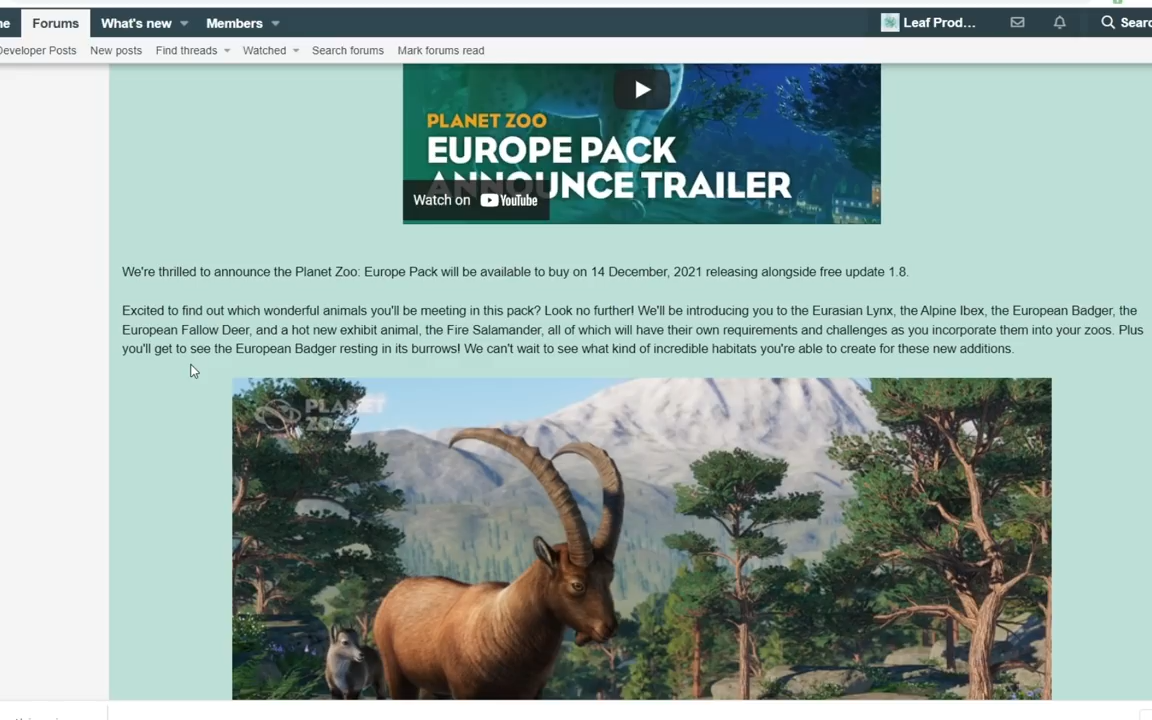 Forums
What's new
Members
Leaf Prod...
Developer Posts
New posts
Find threads
Watched
Search forums
Mark forums read
PLANET ZOO
EUROPE PACK
ANNOUNCE TRAILER
Watch on YouTube
We're thrilled to announce the Planet Zoo: Europe Pack will be available to buy on 14 December, 2021 releasing alongside free update 1.8.
Excited to find out which wonderful animals you'll be meeting in this pack? Look no further! We'll be introducing you to the Eurasian Lynx, the Alpine Ibex, the European Badger, the
European Fallow Deer, and a hot new exhibit animal, the Fire Salamander, all of which will have their own requirements and challenges as you incorporate them into your zoos. Plus
you'll get to see the European Badger resting in its burrows! We can't wait to see what kind of incredible habitats you're able to create for these new additions.
PLANET
ZOO